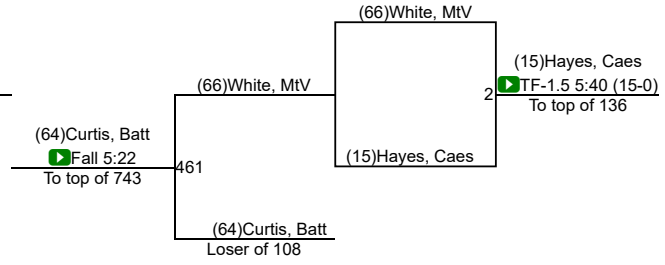 (66)White, MtV
(15)Hayes, Caes
TF-1.5 5:40 (15-0)
(66)White, MtV
2
To top of 136
(64)Curtis, Batt
Fall 5:22
(15)Hayes, Caes
461
To top of 743
(64)Curtis, Batt
Loser of 108